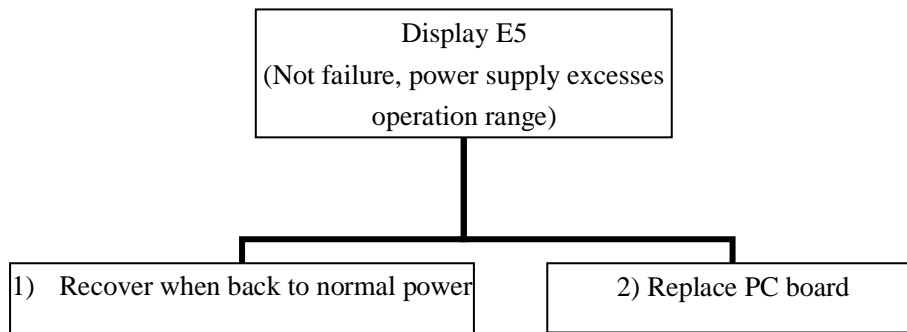 Display E5
(Not failure, power supply excesses
operation range)
1) Recover when back to normal power
2) Replace PC board